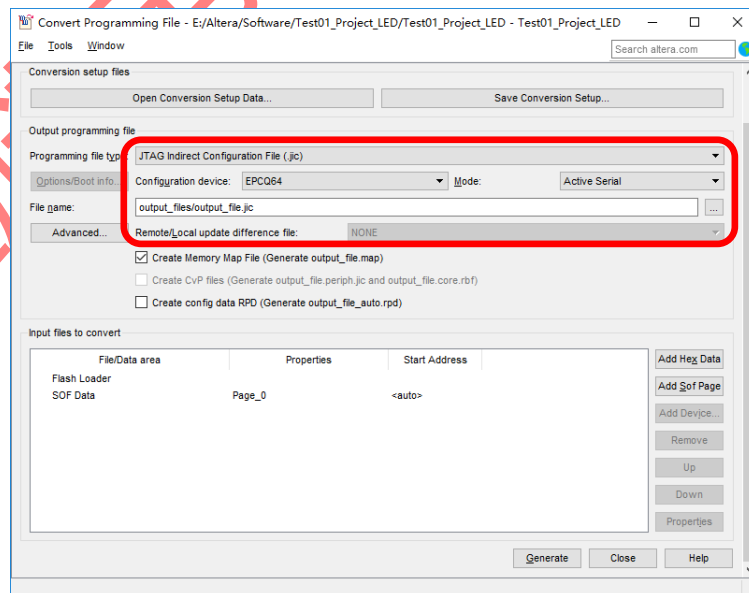 Convert Programming File - E:/Altera/Software/Test01_Project_LED/Test01_Project_LED - Test01_Project_LED
File Tools Window
Search altera.com
Conversion setup files
Open Conversion Setup Data... Save Conversion Setup...
Output programming file
Programming file type: JTAG Indirect Configuration File (.jic)
Options/Boot info... Configuration device: EPCQ64 Mode: Active Serial
File name: output_files/output_file.jic ...
Advanced... Remote/Local update difference file: NONE
Create Memory Map File (Generate output_file.map)
Create CvP files (Generate output_file.periph.jic and output_file.core.rbf)
Create config data RPD (Generate output_file_auto.rpd)
Input files to convert
File/Data area Properties Start Address
Flash Loader
SOF Data Page_0 <auto>
Add Hex Data
Add Sof Page
Add Device...
Remove
Up
Down
Properties
Generate Close Help